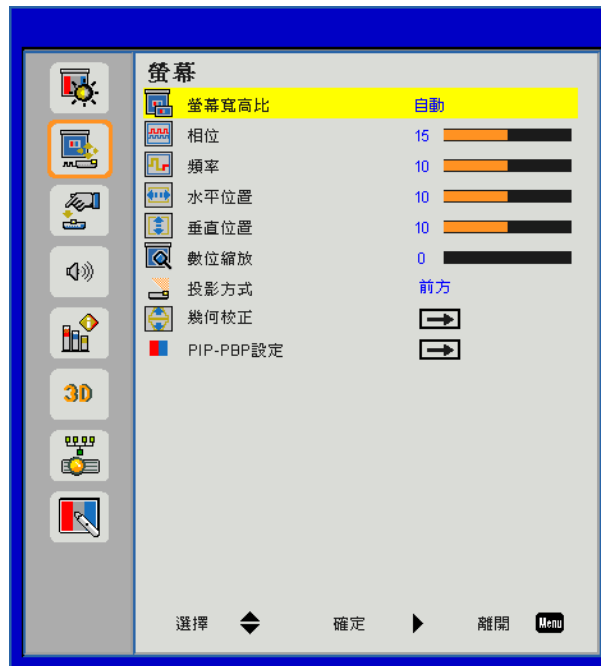 螢幕
螢幕寬高比 自動
相位 15
頻率 10
水平位置 10
垂直位置 10
數位縮放 0
投影方式 前方
幾何校正
PIP-PBP設定
3D
選擇 確定 離開 Menu